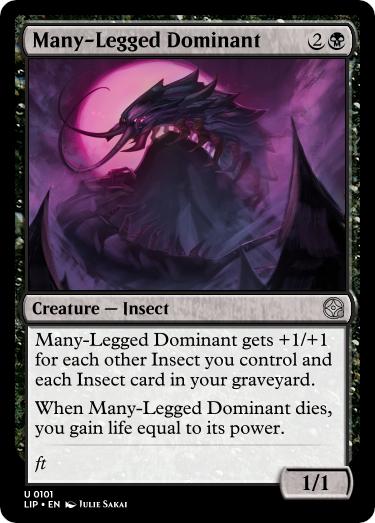 Many-Legged Dominant 2
Creature — Insect
Many-Legged Dominant gets +1/+1
for each other Insect you control and
each Insect card in your graveyard.
When Many-Legged Dominant dies,
you gain life equal to its power.
ft
1/1
U 0101
LIP • EN Julie Sakai